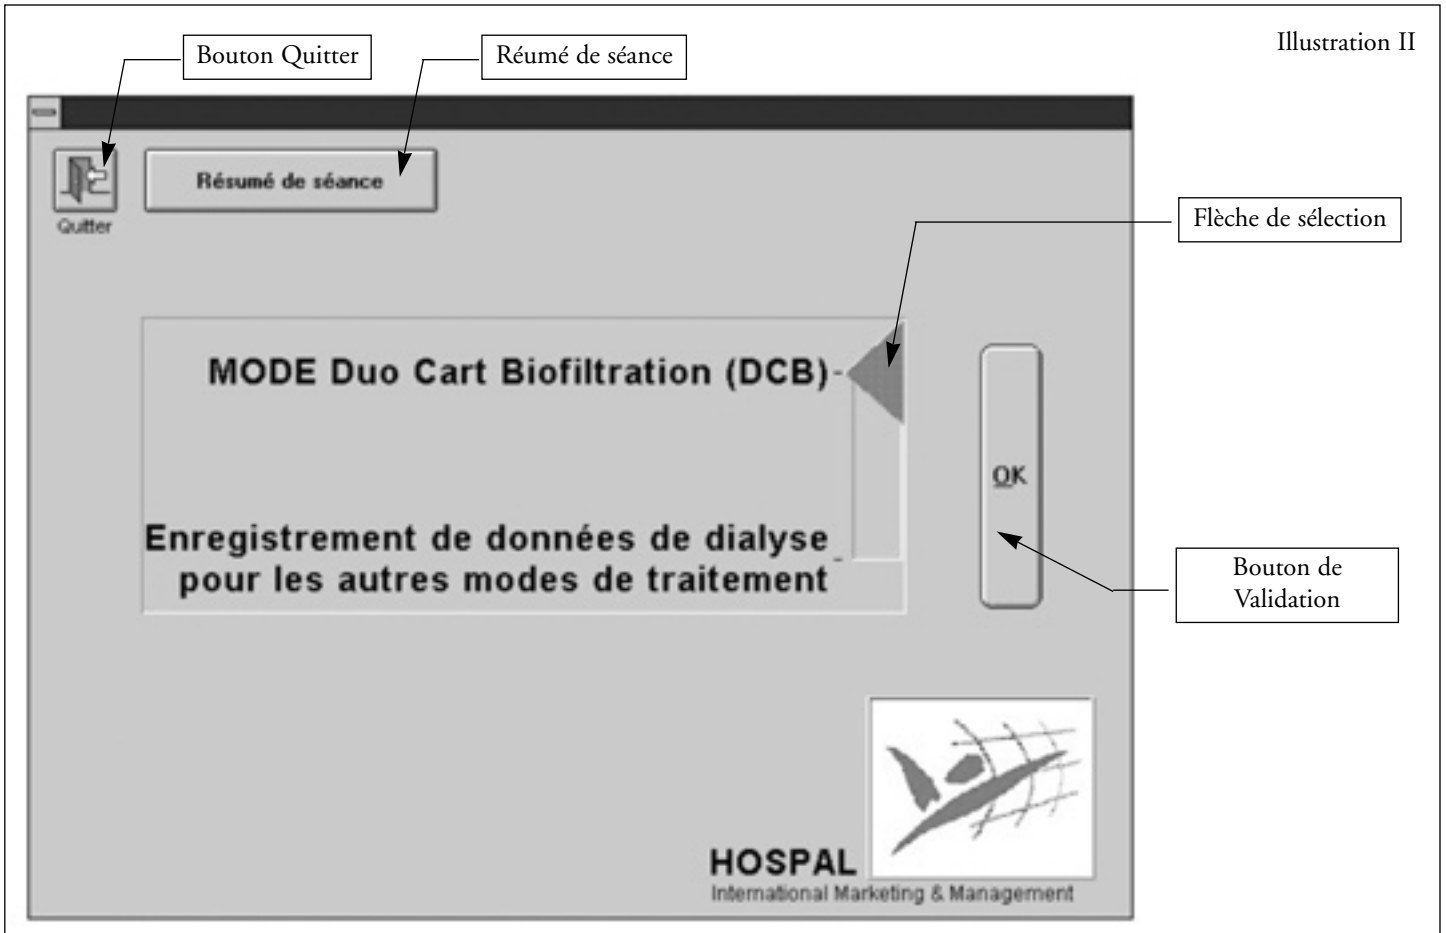 Illustration II
Bouton Quitter
Réumé de séance
Résumé de séance
Quitter
Flèche de sélection
MODE Duo Cart Biofiltration (DCB)-
OK
Enregistrement de données de dialyse
pour les autres modes de traitement
Bouton de
Validation
HOSPAL
International Marketing & Management